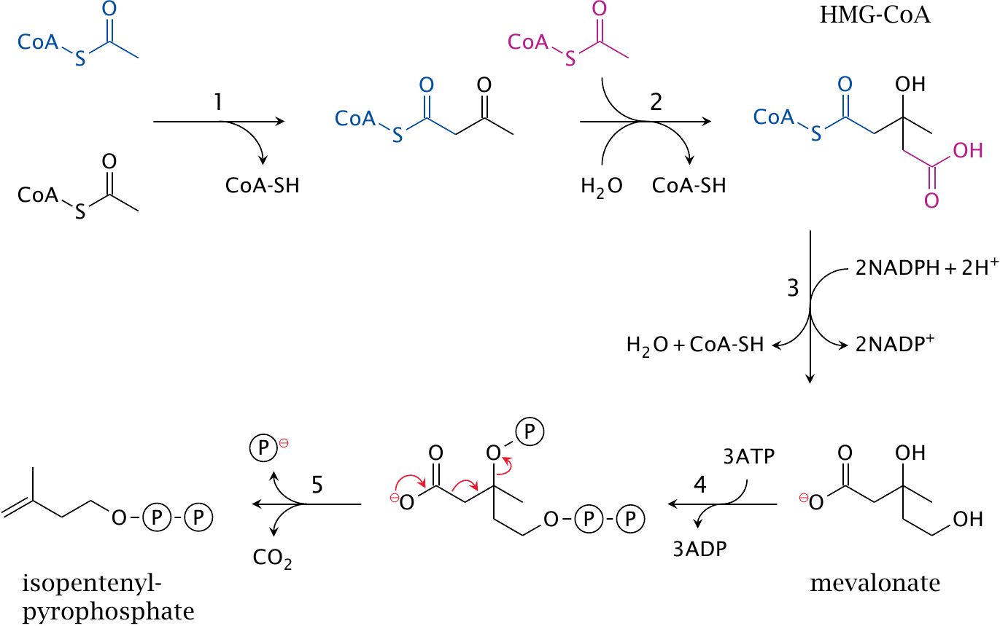 O
CoA
S
O
CoA
S
HMG-CoA
1
CoA-SH
O
CoA
S
O
O
CoA
S
2
H₂O
CoA-SH
O
OH
CoA
S
OH
O
3
2NADPH + 2H⁺
H₂O + CoA-SH
2NADP⁺
O
OH
⊖
O
OH
mevalonate
4
3ATP
3ADP
O
O
P
⊖
O
O
P
P
5
P ⊖
CO₂
O
P
P
isopentenyl-
pyrophosphate